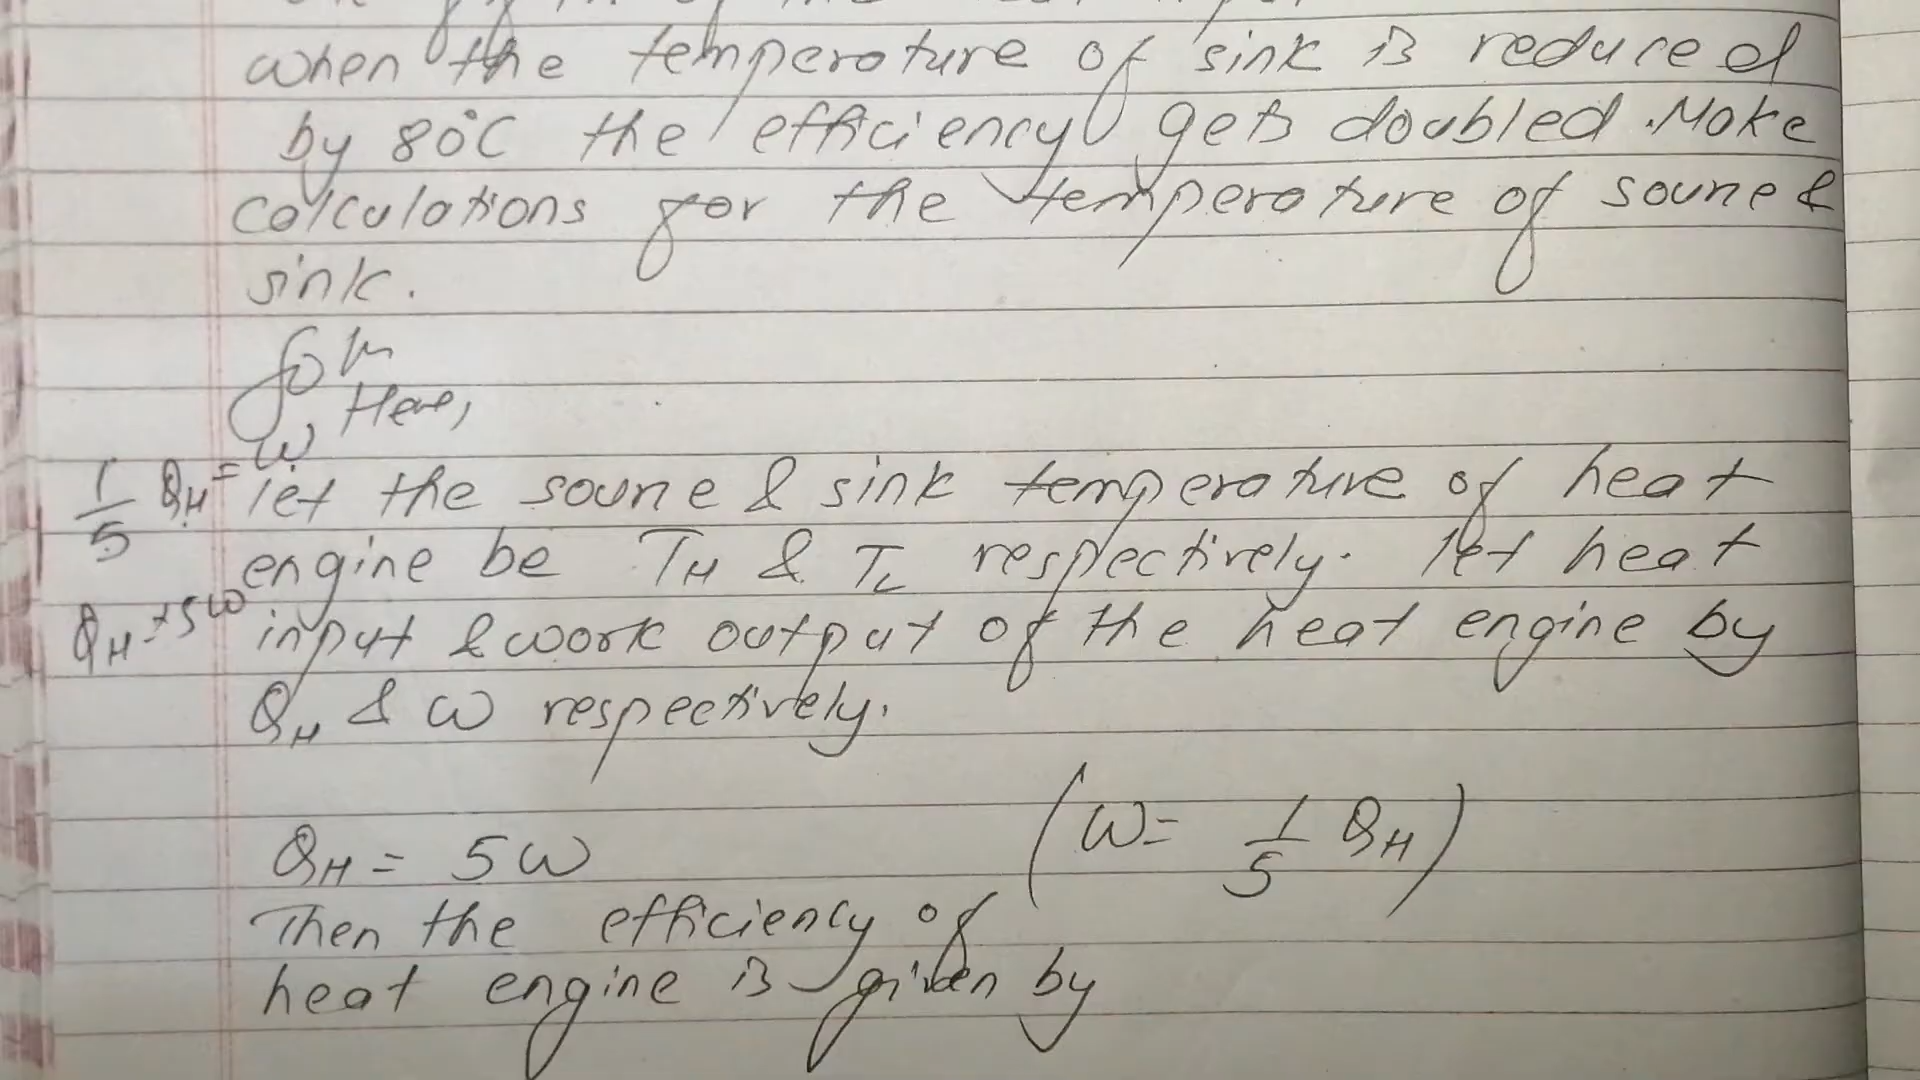 when the temperature of sink is reduced
by 80°C the efficiency gets doubled. Make
calculations for the temperature of source &
sink.
Soln
Here,
1/5 QH = W
let the source & sink temperature of heat
engine be TH & TL respectively. let heat
QH = 5W
input & work output of the heat engine by
QH & W respectively.
QH = 5W (W = 1/5 QH)
Then the efficiency of
heat engine is given by